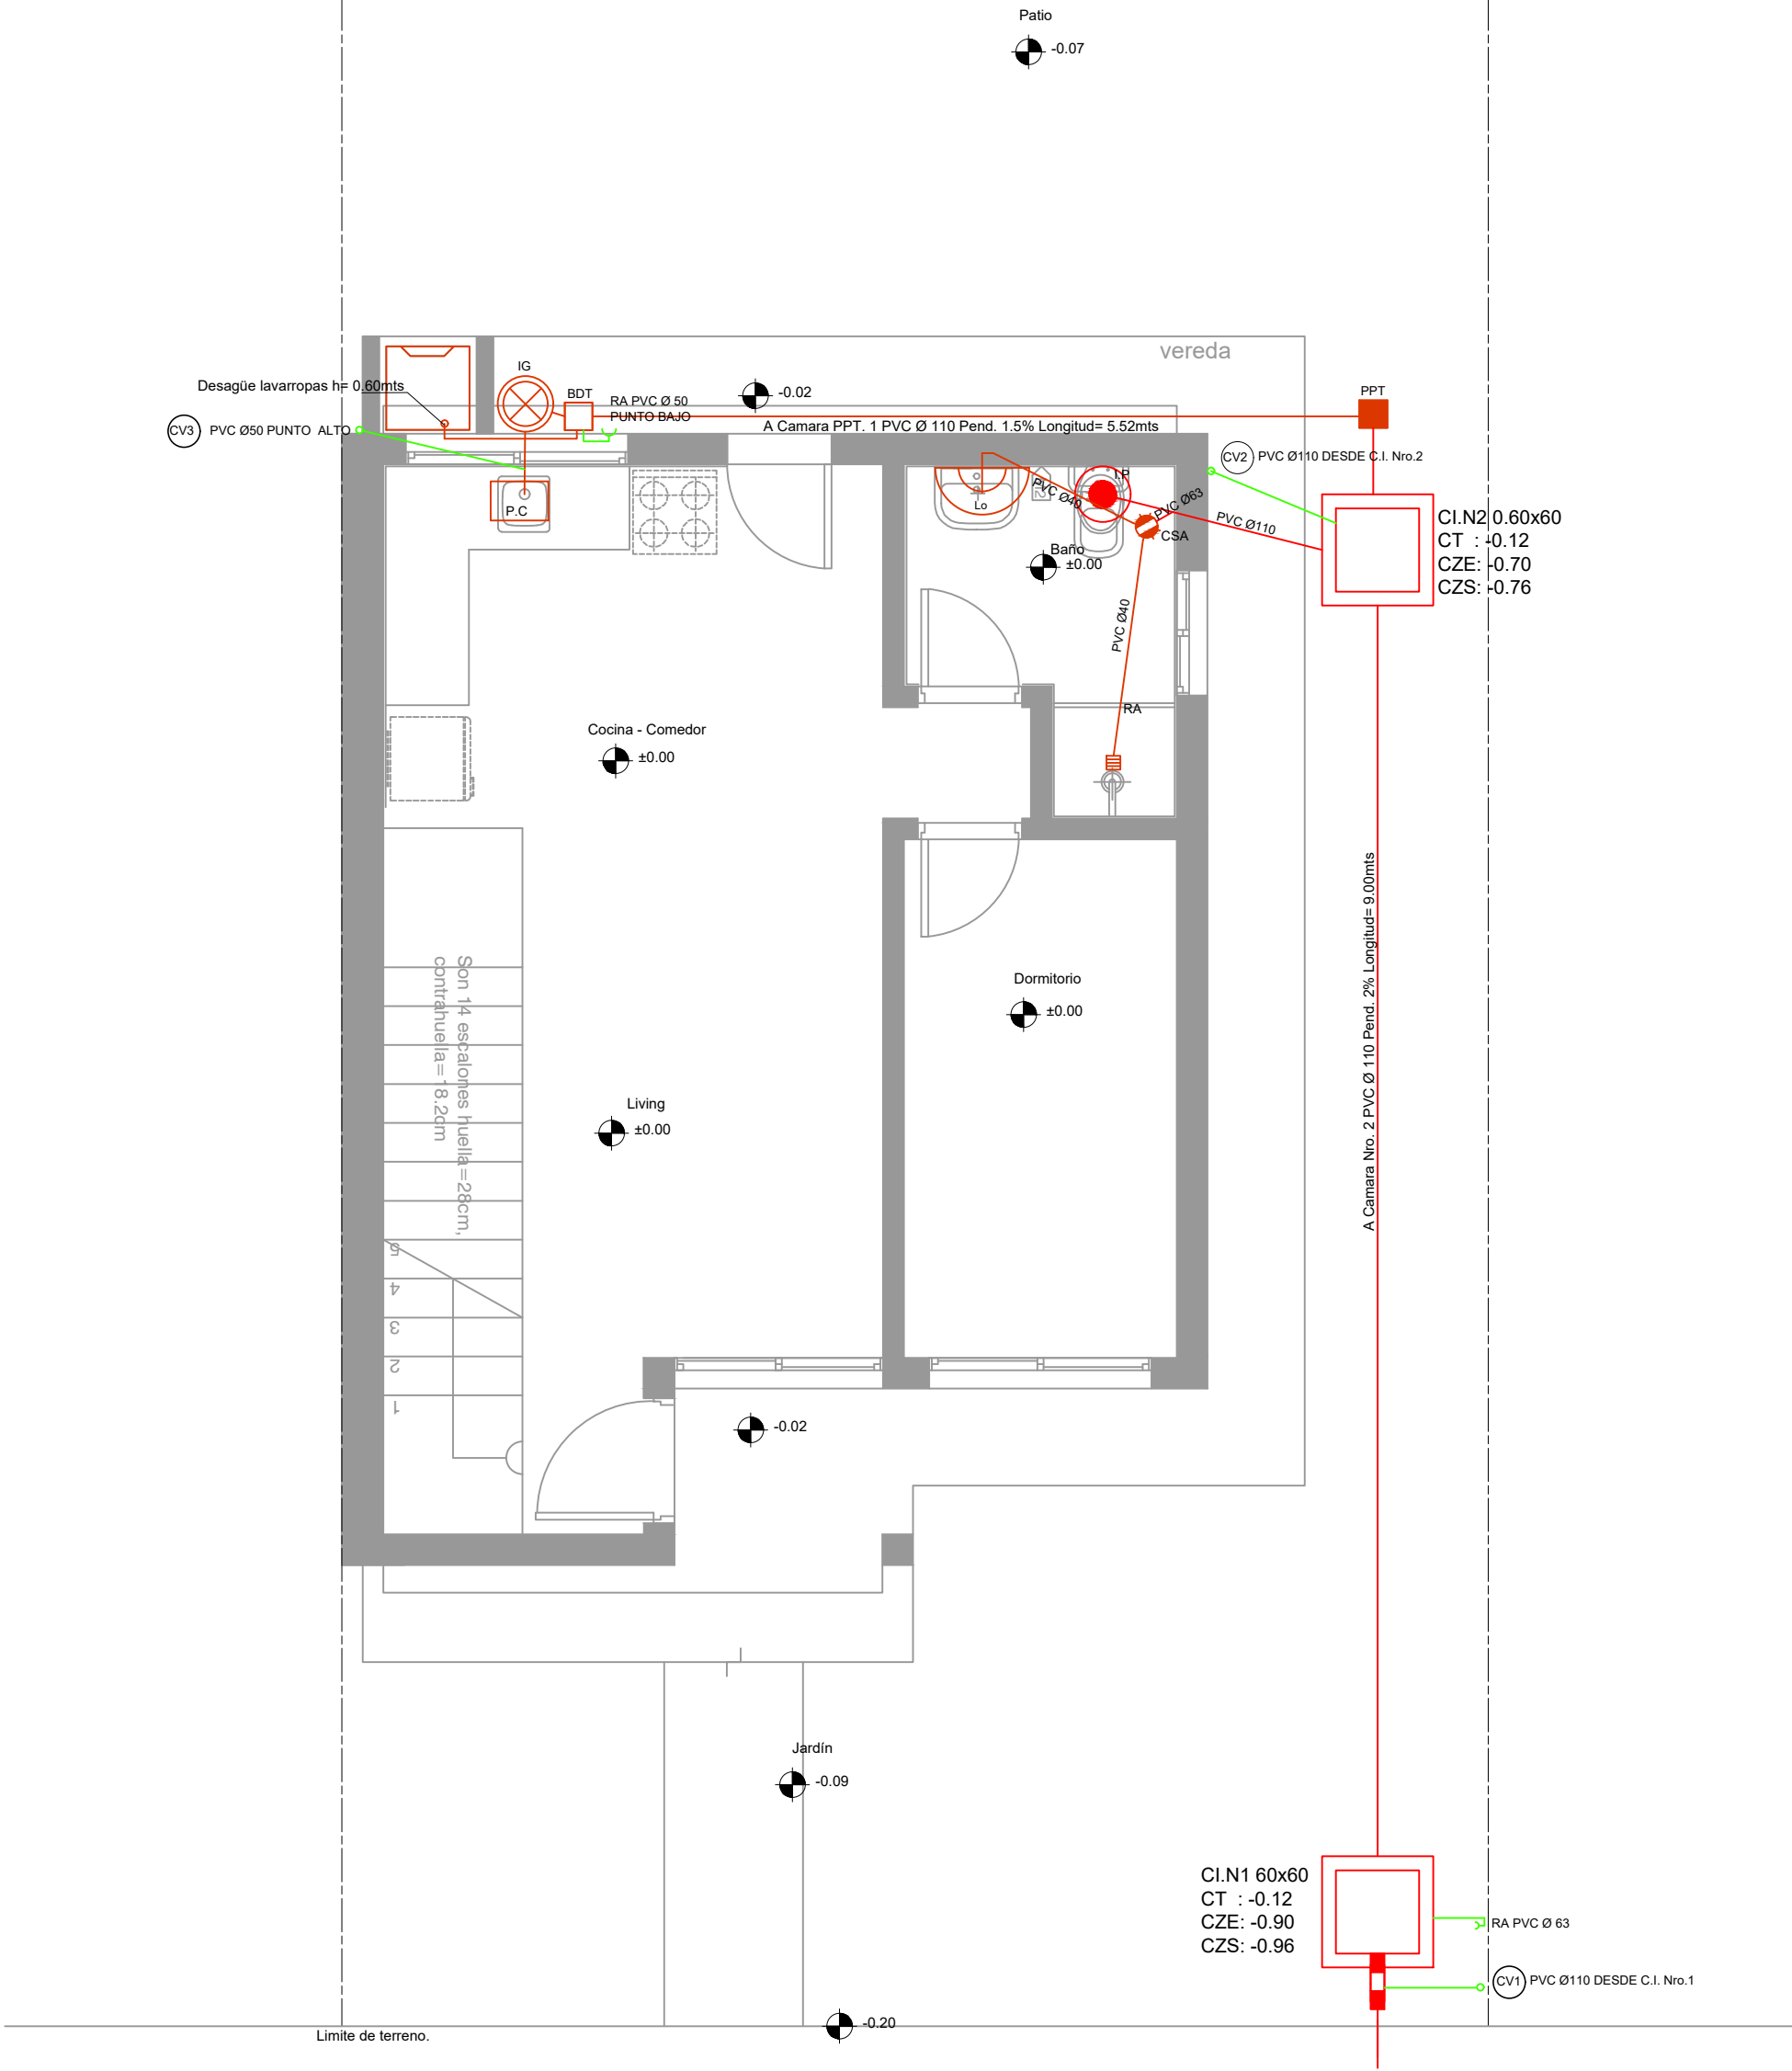 Patio
-0.07
vereda
IG
BDT
PPT
Desagüe lavarropas h= 0.60mts
RA PVC Ø 50
PUNTO BAJO
-0.02
CV3
PVC Ø50 PUNTO ALTO
A Camara PPT. 1 PVC Ø 110 Pend. 1.5% Longitud= 5.52mts
CV2
PVC Ø110 DESDE C.I. Nro.2
I.P
PVC Ø40
PVC Ø63
P.C
Lo
PVC Ø110
CSA
CI.N2 0.60x60
CT : -0.12
CZE: -0.70
CZS: -0.76
Baño
±0.00
PVC Ø40
RA
Cocina - Comedor
±0.00
Dormitorio
±0.00
A Camara Nro. 2 PVC Ø 110 Pend. 2% Longitud= 9.00mts
Son 14 escalones huella=28cm,
contrahuella=18.2cm
Living
±0.00
5
4
3
2
1
-0.02
Jardín
-0.09
CI.N1 60x60
CT : -0.12
CZE: -0.90
CZS: -0.96
RA PVC Ø 63
CV1
PVC Ø110 DESDE C.I. Nro.1
-0.20
Limite de terreno.